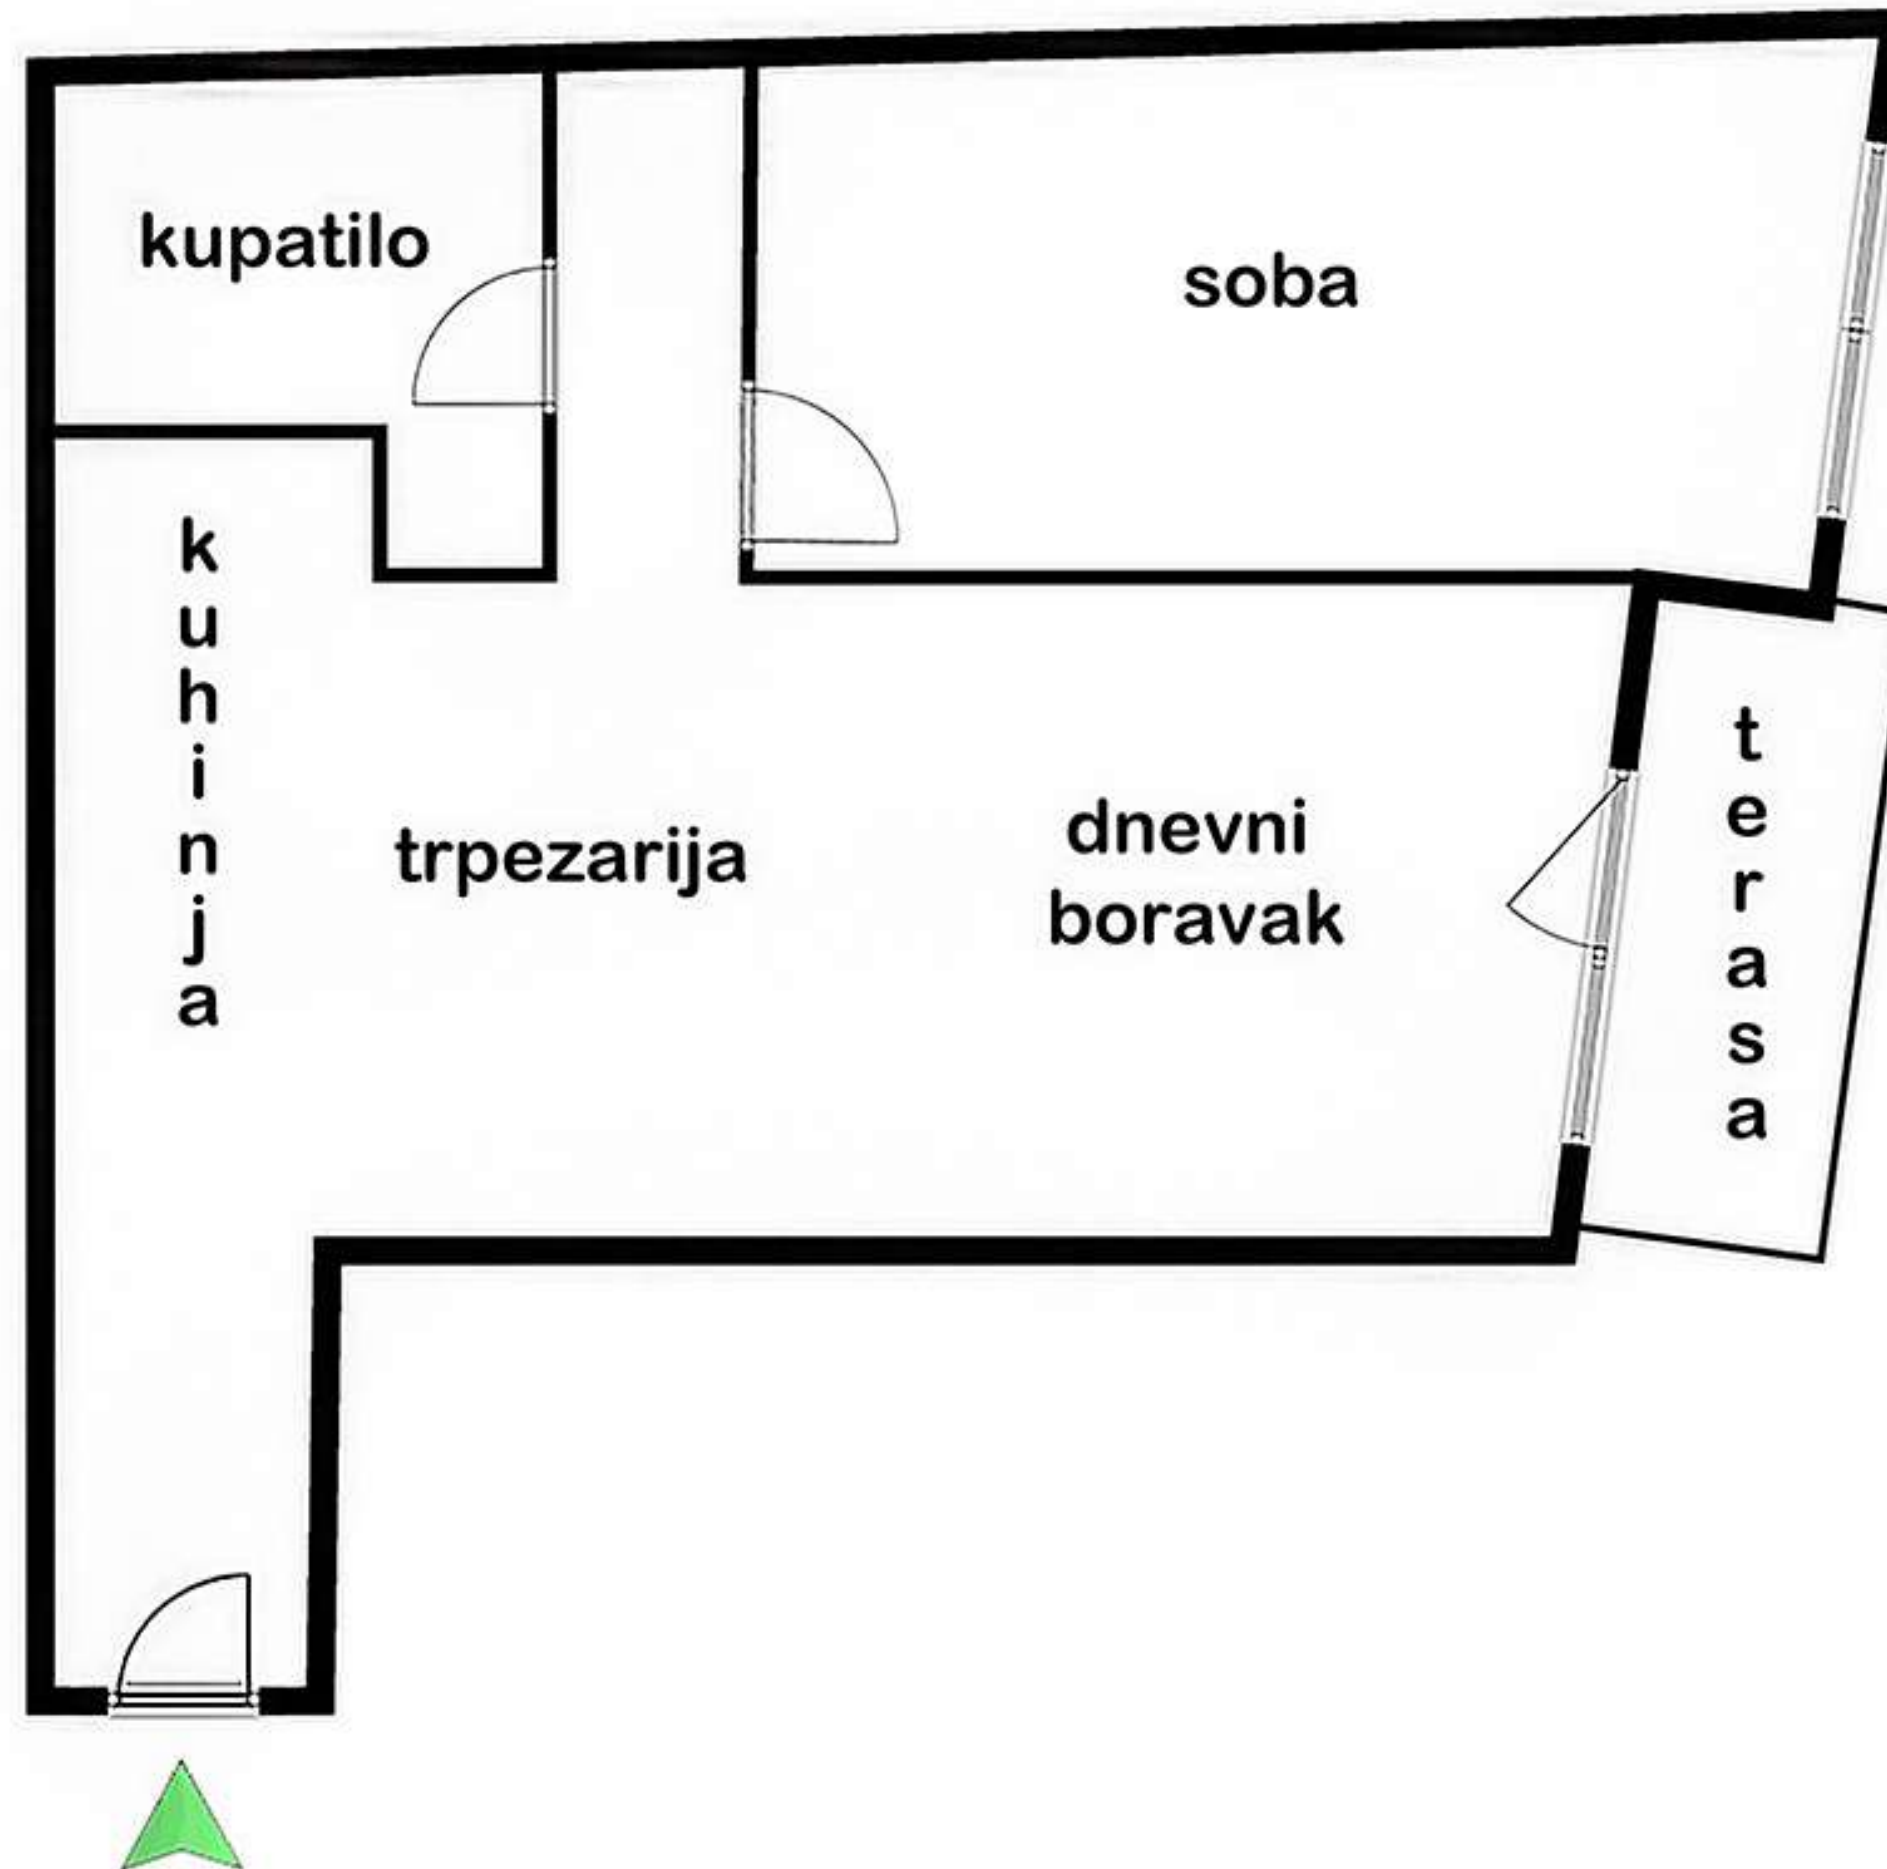 kupatilo
soba
kuhinja
trpezarija
dnevni
boravak
terasa